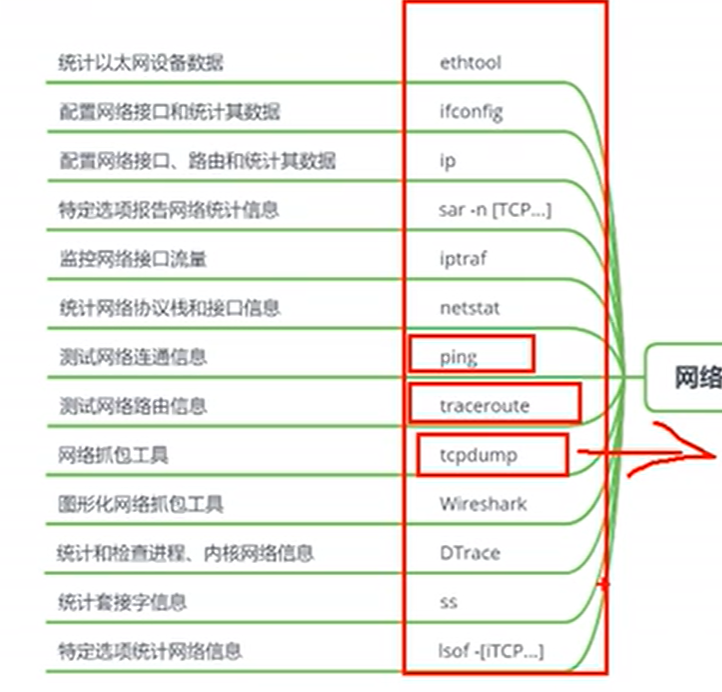 统计以太网设备数据 ethtool
配置网络接口和统计其数据 ifconfig
配置网络接口、路由和统计其数据 ip
特定选项报告网络统计信息 sar -n [TCP...]
监控网络接口流量 iptraf
统计网络协议栈和接口信息 netstat
测试网络连通信息 ping
网络
测试网络路由信息 traceroute
网络抓包工具 tcpdump
图形化网络抓包工具 Wireshark
统计和检查进程、内核网络信息 DTrace
统计套接字信息 ss
特定选项统计网络信息 lsof -[iTCP...]